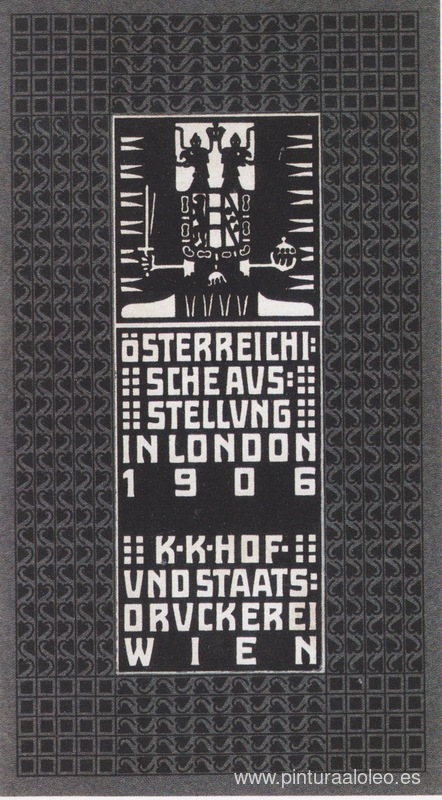 ÖSTERREICHI:
SCHE AVS:
STELLVNG
IN LONDON
1906
K·K·HOF-
VND STAATS:
DRVCKEREI
WIEN
www.pinturaaloleo.es